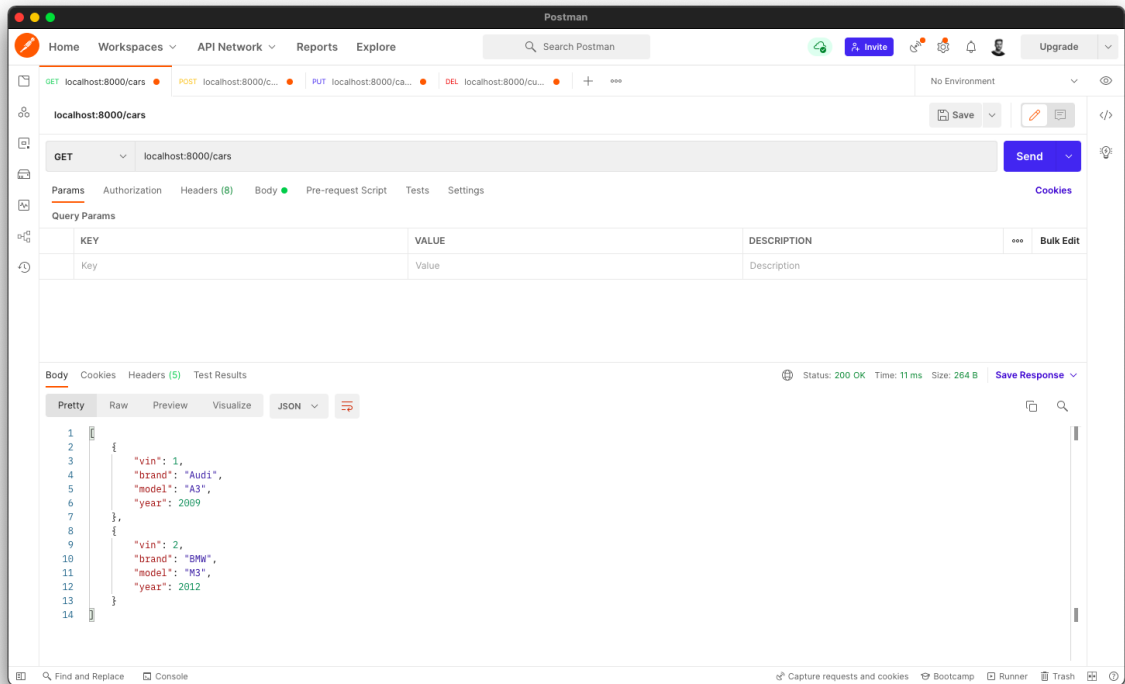 Postman
Home Workspaces API Network Reports Explore Search Postman Invite Upgrade
GET localhost:8000/cars POST localhost:8000/c... PUT localhost:8000/ca... DEL localhost:8000/cu... No Environment
localhost:8000/cars Save
GET localhost:8000/cars Send
Params Authorization Headers (8) Body Pre-request Script Tests Settings Cookies
Query Params
KEY VALUE DESCRIPTION Bulk Edit
Key Value Description
Body Cookies Headers (5) Test Results Status: 200 OK Time: 11 ms Size: 264 B Save Response
Pretty Raw Preview Visualize JSON
1 [
2 {
3 "vin": 1,
4 "brand": "Audi",
5 "model": "A3",
6 "year": 2009
7 },
8 {
9 "vin": 2,
10 "brand": "BMW",
11 "model": "M3",
12 "year": 2012
13 }
14 ]
Find and Replace Console Capture requests and cookies Bootcamp Runner Trash